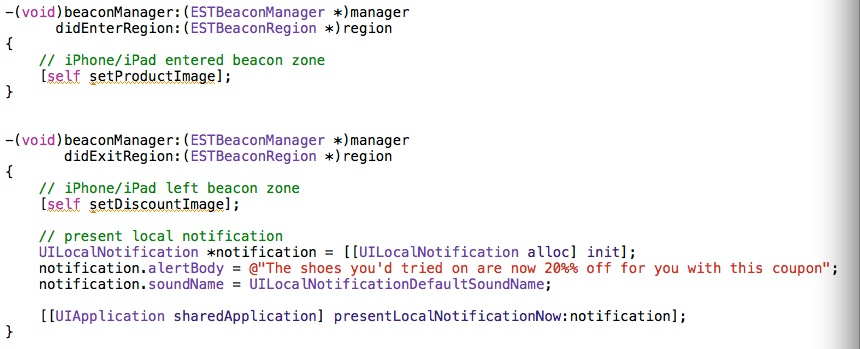 -(void)beaconManager:(ESTBeaconManager *)manager
didEnterRegion:(ESTBeaconRegion *)region
{
// iPhone/iPad entered beacon zone
[self setProductImage];
}
-(void)beaconManager:(ESTBeaconManager *)manager
didExitRegion:(ESTBeaconRegion *)region
{
// iPhone/iPad left beacon zone
[self setDiscountImage];
// present local notification
UILocalNotification *notification = [[UILocalNotification alloc] init];
notification.alertBody = @"The shoes you'd tried on are now 20%% off for you with this coupon";
notification.soundName = UILocalNotificationDefaultSoundName;
[[UIApplication sharedApplication] presentLocalNotificationNow:notification];
}